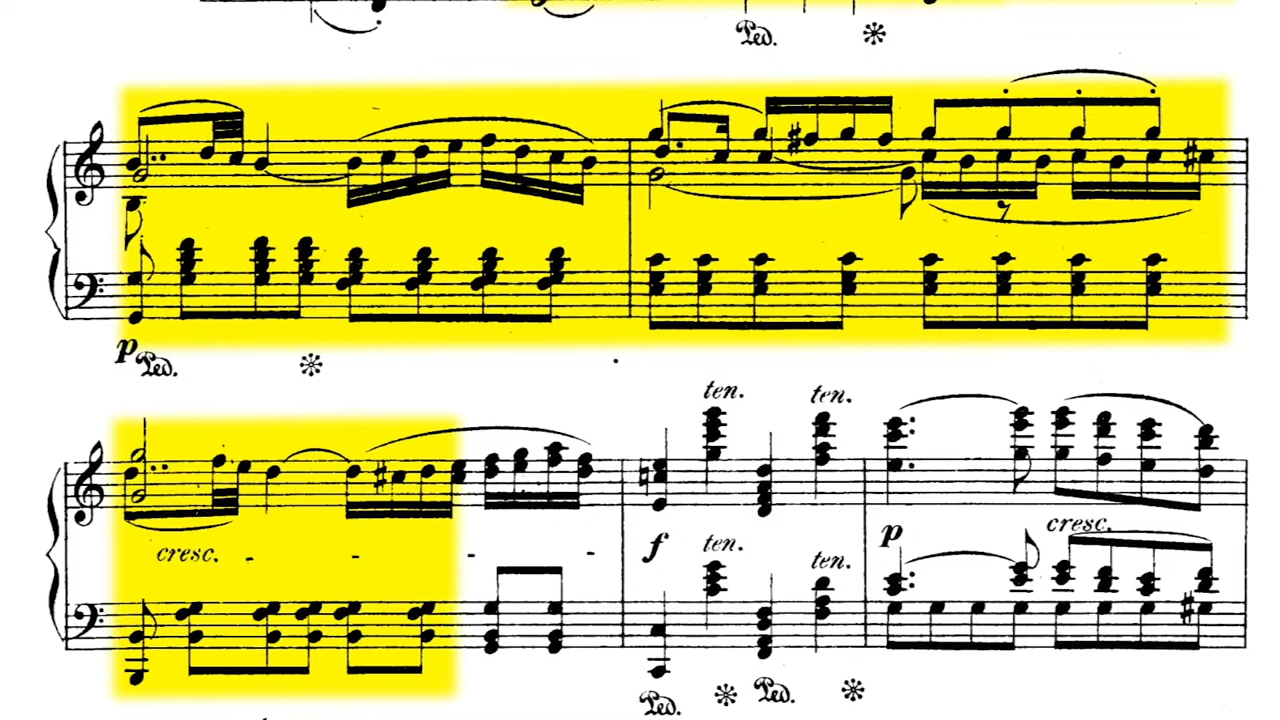 Ped.
p
Ped.
ten. ten.
cresc.
f ten. ten.
p cresc.
Ped. Ped.